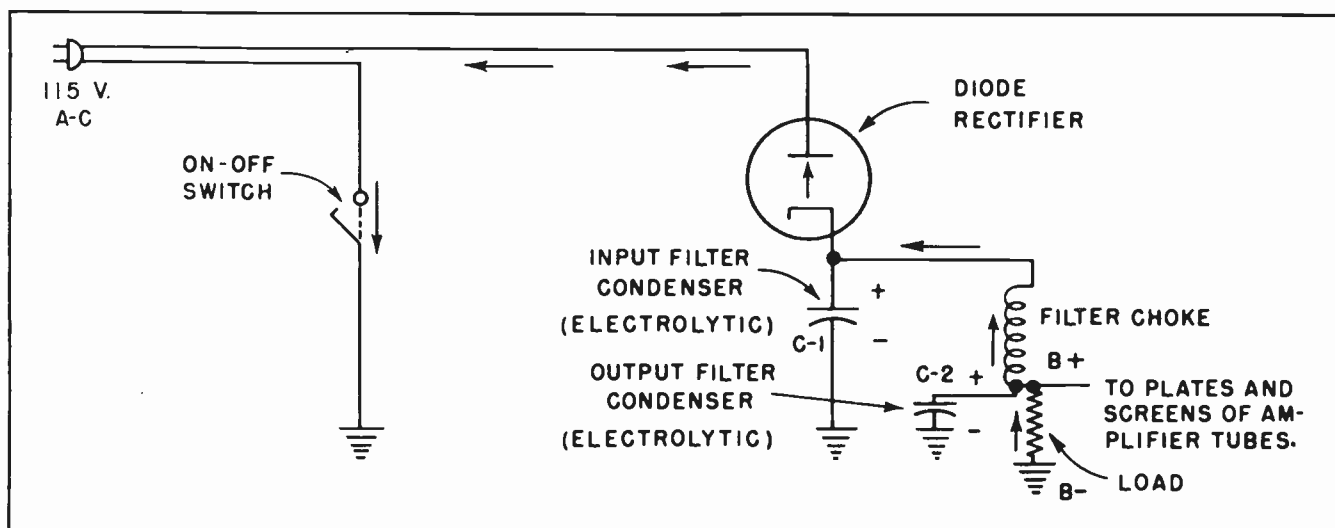 115 V.
A-C
ON-OFF
SWITCH
DIODE
RECTIFIER
INPUT FILTER
CONDENSER
(ELECTROLYTIC)
+
-
C-1
FILTER CHOKE
OUTPUT FILTER
CONDENSER
(ELECTROLYTIC)
C-2
+
-
B+
TO PLATES AND
SCREENS OF AM-
PLIFIER TUBES.
LOAD
B-